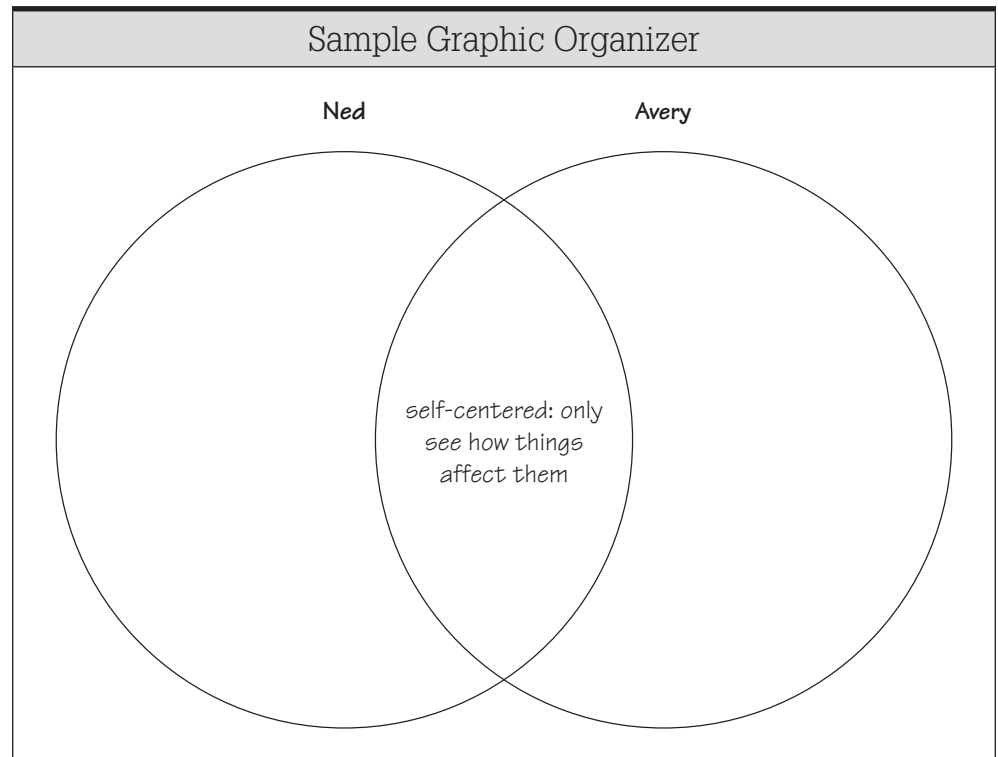 Sample Graphic Organizer
Ned
Avery
self-centered: only
see how things
affect them